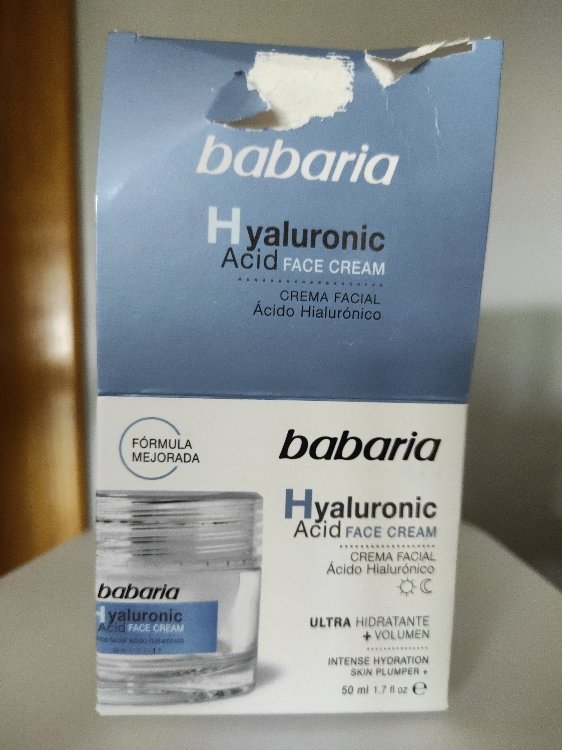 babaria
Hyaluronic
Acid FACE CREAM
CREMA FACIAL
Ácido Hialurónico
FÓRMULA
MEJORADA
babaria
Hyaluronic
Acid FACE CREAM
CREMA FACIAL
Ácido Hialurónico
babaria
Hyaluronic
Acid FACE CREAM
ULTRA HIDRATANTE
+ VOLUMEN
INTENSE HYDRATION
SKIN PLUMPER +
50 ml 1.7 fl oz ℮